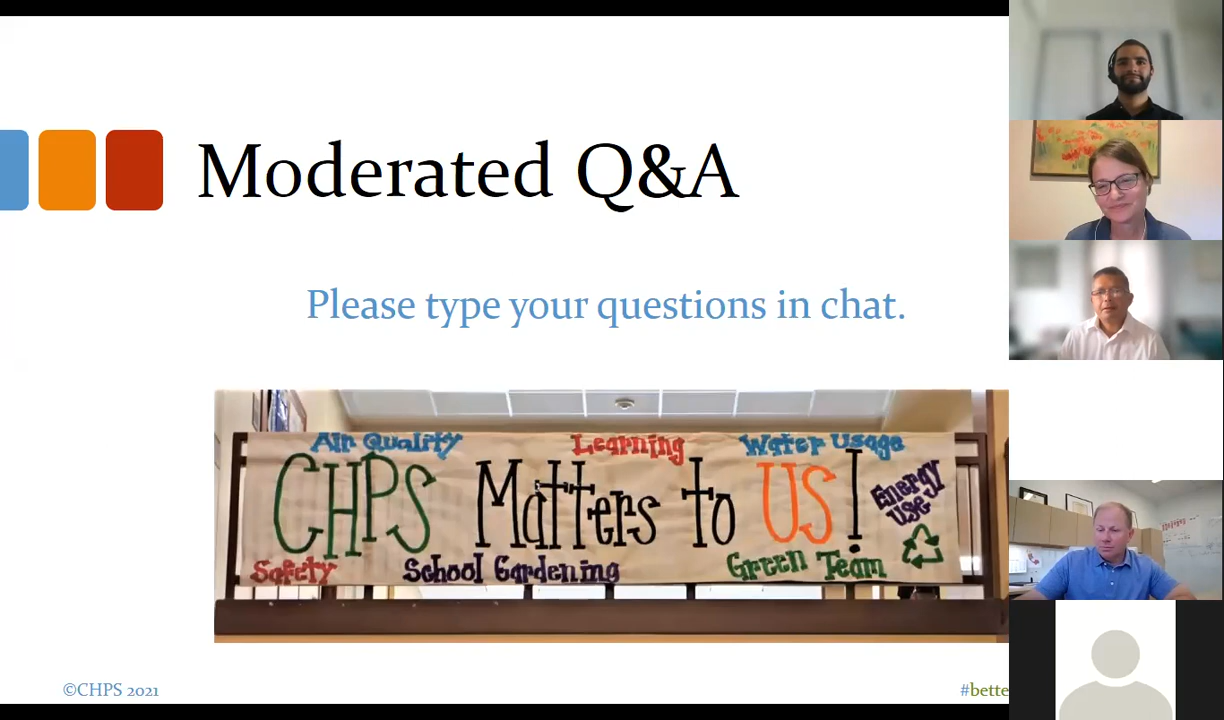 Moderated Q&A
Please type your questions in chat.
Air Quality Learning Water Usage
CHPS Matters to US!
Energy
Use
Safety School Gardening Green Team
©CHPS 2021
#bette